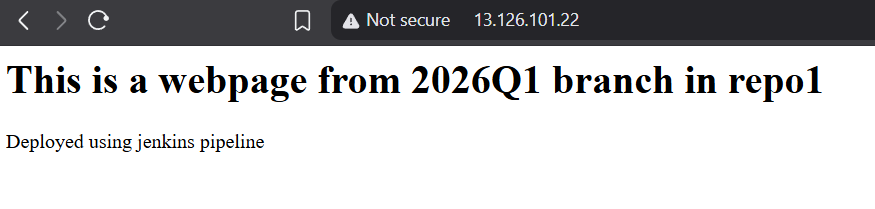 Not secure 13.126.101.22
This is a webpage from 2026Q1 branch in repo1
Deployed using jenkins pipeline